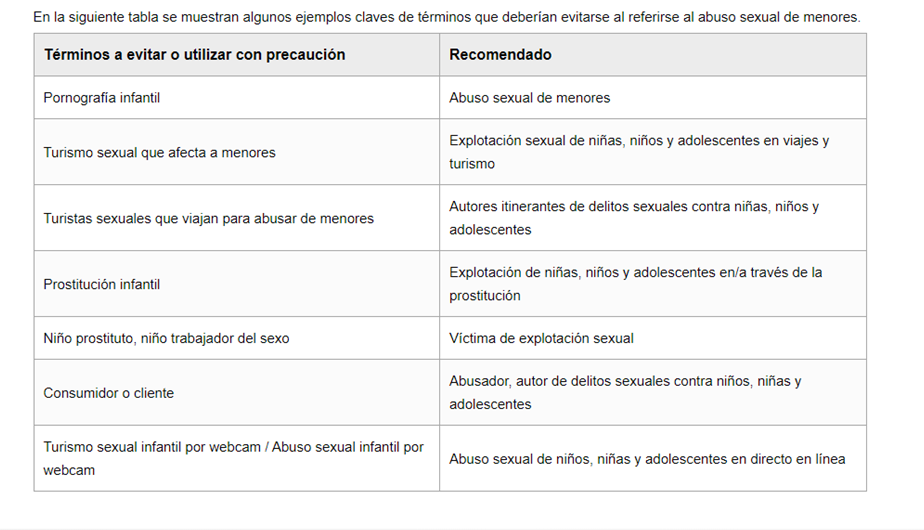 En la siguiente tabla se muestran algunos ejemplos claves de términos que deberían evitarse al referirse al abuso sexual de menores.
Términos a evitar o utilizar con precaución
Recomendado
Pornografía infantil
Abuso sexual de menores
Turismo sexual que afecta a menores
Explotación sexual de niñas, niños y adolescentes en viajes y
turismo
Turistas sexuales que viajan para abusar de menores
Autores itinerantes de delitos sexuales contra niñas, niños y
adolescentes
Prostitución infantil
Explotación de niñas, niños y adolescentes en/a través de la
prostitución
Niño prostituto, niño trabajador del sexo
Víctima de explotación sexual
Consumidor o cliente
Abusador, autor de delitos sexuales contra niños, niñas y
adolescentes
Turismo sexual infantil por webcam / Abuso sexual infantil por
webcam
Abuso sexual de niños, niñas y adolescentes en directo en línea